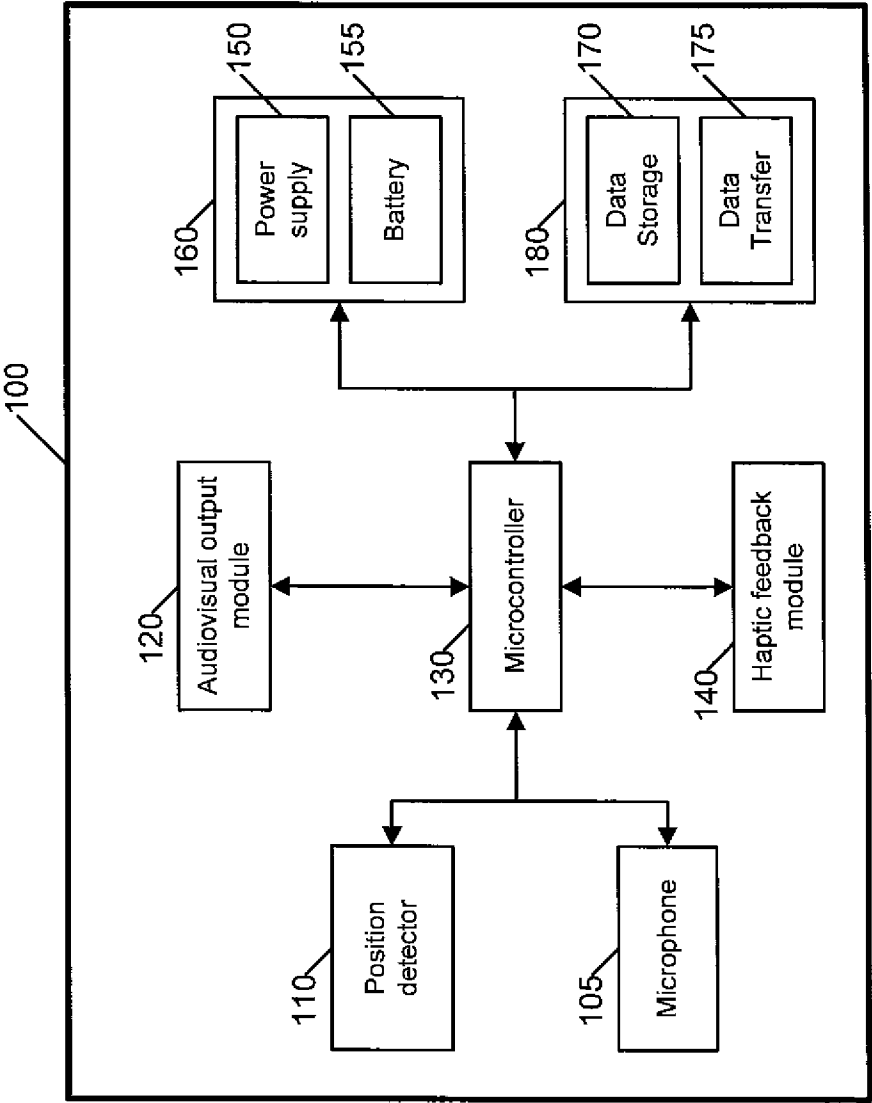 100
120
Audiovisual output
module
160
150
Power
supply
155
Battery
110
Position
detector
130
Microcontroller
180
170
Data
Storage
175
Data
Transfer
105
Microphone
140
Haptic feedback
module